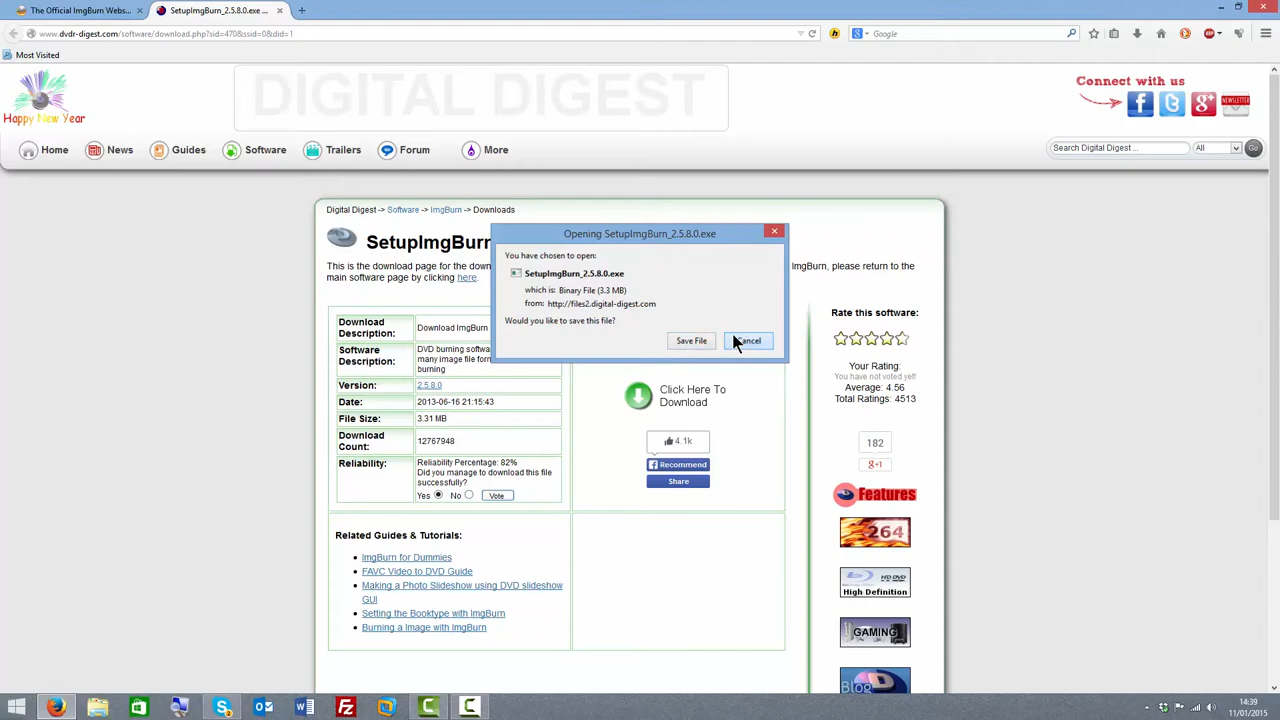 The Official ImgBurn Webs...
SetupImgBurn_2.5.8.0.exe ...
www.dvdr-digest.com/software/download.php?sid=470&ssid=0&did=1
Google
Most Visited
DIGITAL DIGEST
Happy New Year
Connect with us
NEWSLETTER
Home
News
Guides
Software
Trailers
Forum
More
Search Digital Digest ...
All
Go
Digital Digest -> Software -> ImgBurn -> Downloads
SetupImgBurn
This is the download page for the down
ImgBurn, please return to the
main software page by clicking here.
Opening SetupImgBurn_2.5.8.0.exe
You have chosen to open:
SetupImgBurn_2.5.8.0.exe
which is: Binary File (3.3 MB)
from: http://files2.digital-digest.com
Would you like to save this file?
Save File
Cancel
Download
Description:
Download ImgBurn
Software
Description:
DVD burning softwa
many image file form
burning
Version:
2.5.8.0
Date:
2013-06-16 21:15:43
File Size:
3.31 MB
Download
Count:
12767948
Reliability:
Reliability Percentage: 82%
Did you manage to download this file
successfully?
Yes
No
Vote
Click Here To
Download
4.1k
Recommend
Share
Related Guides & Tutorials:
ImgBurn for Dummies
FAVC Video to DVD Guide
Making a Photo Slideshow using DVD slideshow
GUI
Setting the Booktype with ImgBurn
Burning a Image with ImgBurn
Rate this software:
Your Rating:
You have not voted yet!
Average: 4.56
Total Ratings: 4513
182
+1
Features
264
HD DVD
High Definition
GAMING
Blog
14:39
11/01/2015